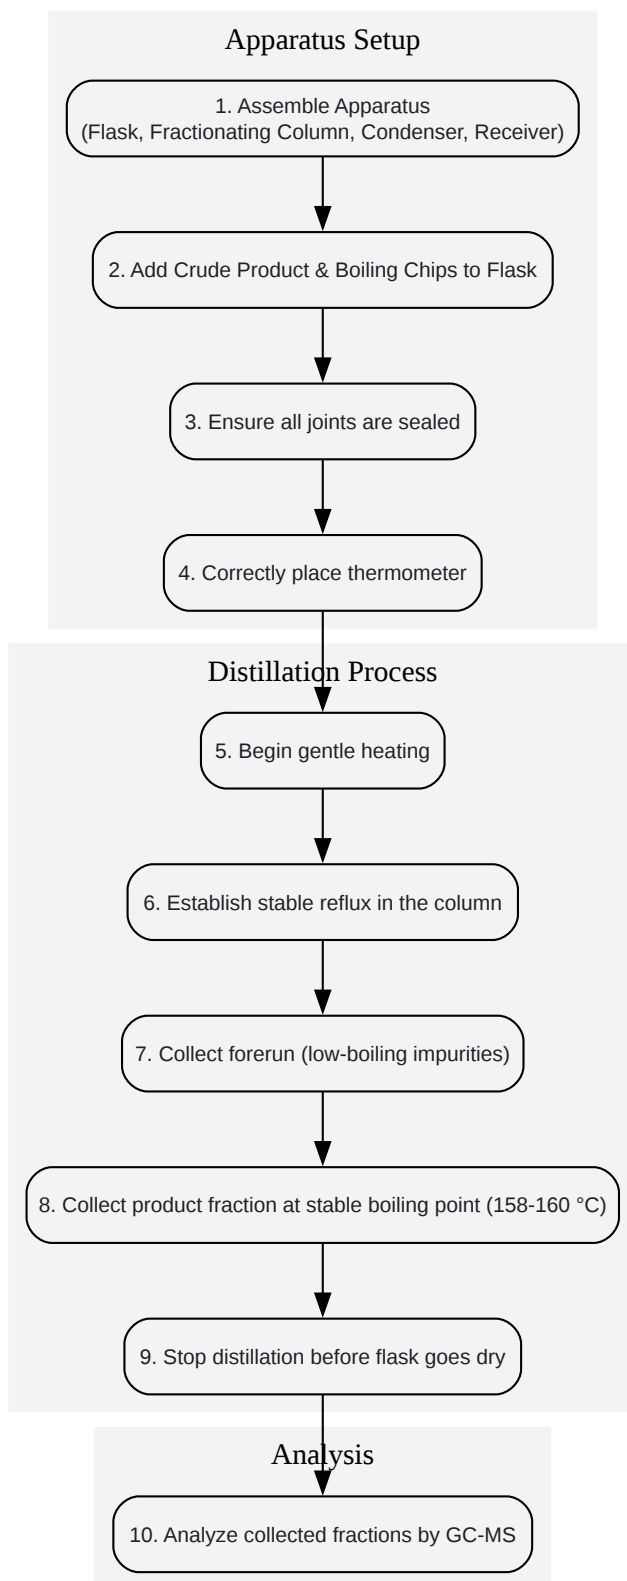 Apparatus Setup
1. Assemble Apparatus
(Flask, Fractionating Column, Condenser, Receiver)
2. Add Crude Product & Boiling Chips to Flask
3. Ensure all joints are sealed
4. Correctly place thermometer
Distillation Process
5. Begin gentle heating
6. Establish stable reflux in the column
7. Collect forerun (low-boiling impurities)
8. Collect product fraction at stable boiling point (158-160 °C)
9. Stop distillation before flask goes dry
Analysis
10. Analyze collected fractions by GC-MS